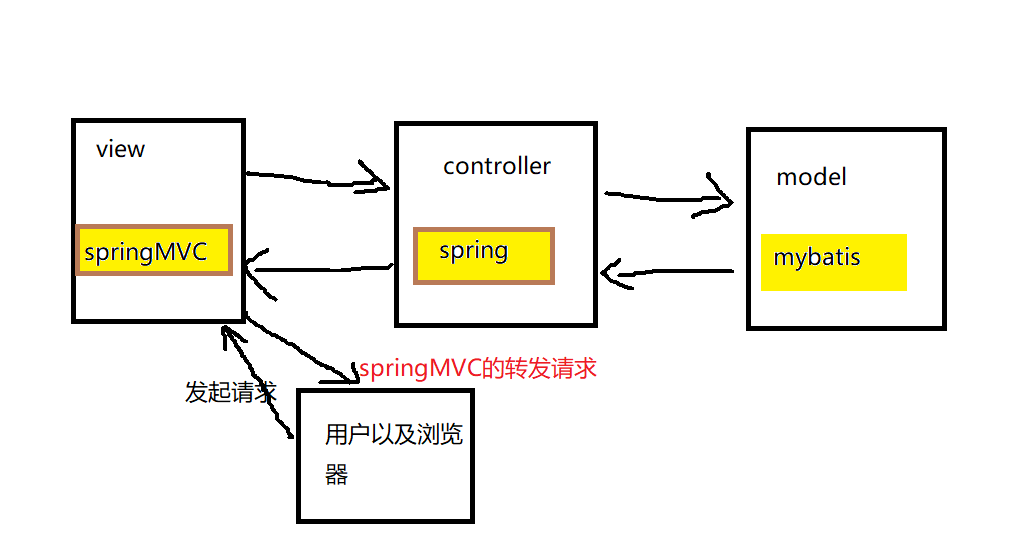 view
controller
model
springMVC
spring
mybatis
springMVC的转发请求
发起请求
用户以及浏览
器